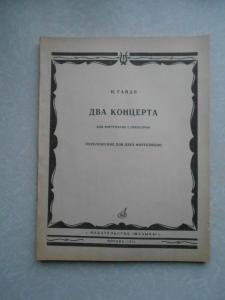 И. ГАЙДН
ДВА КОНЦЕРТА
ДЛЯ ФОРТЕПИАНО С ОРКЕСТРОМ
ПЕРЕЛОЖЕНИЕ ДЛЯ ДВУХ ФОРТЕПИАНО
ИЗДАТЕЛЬСТВО «МУЗЫКА»
МОСКВА